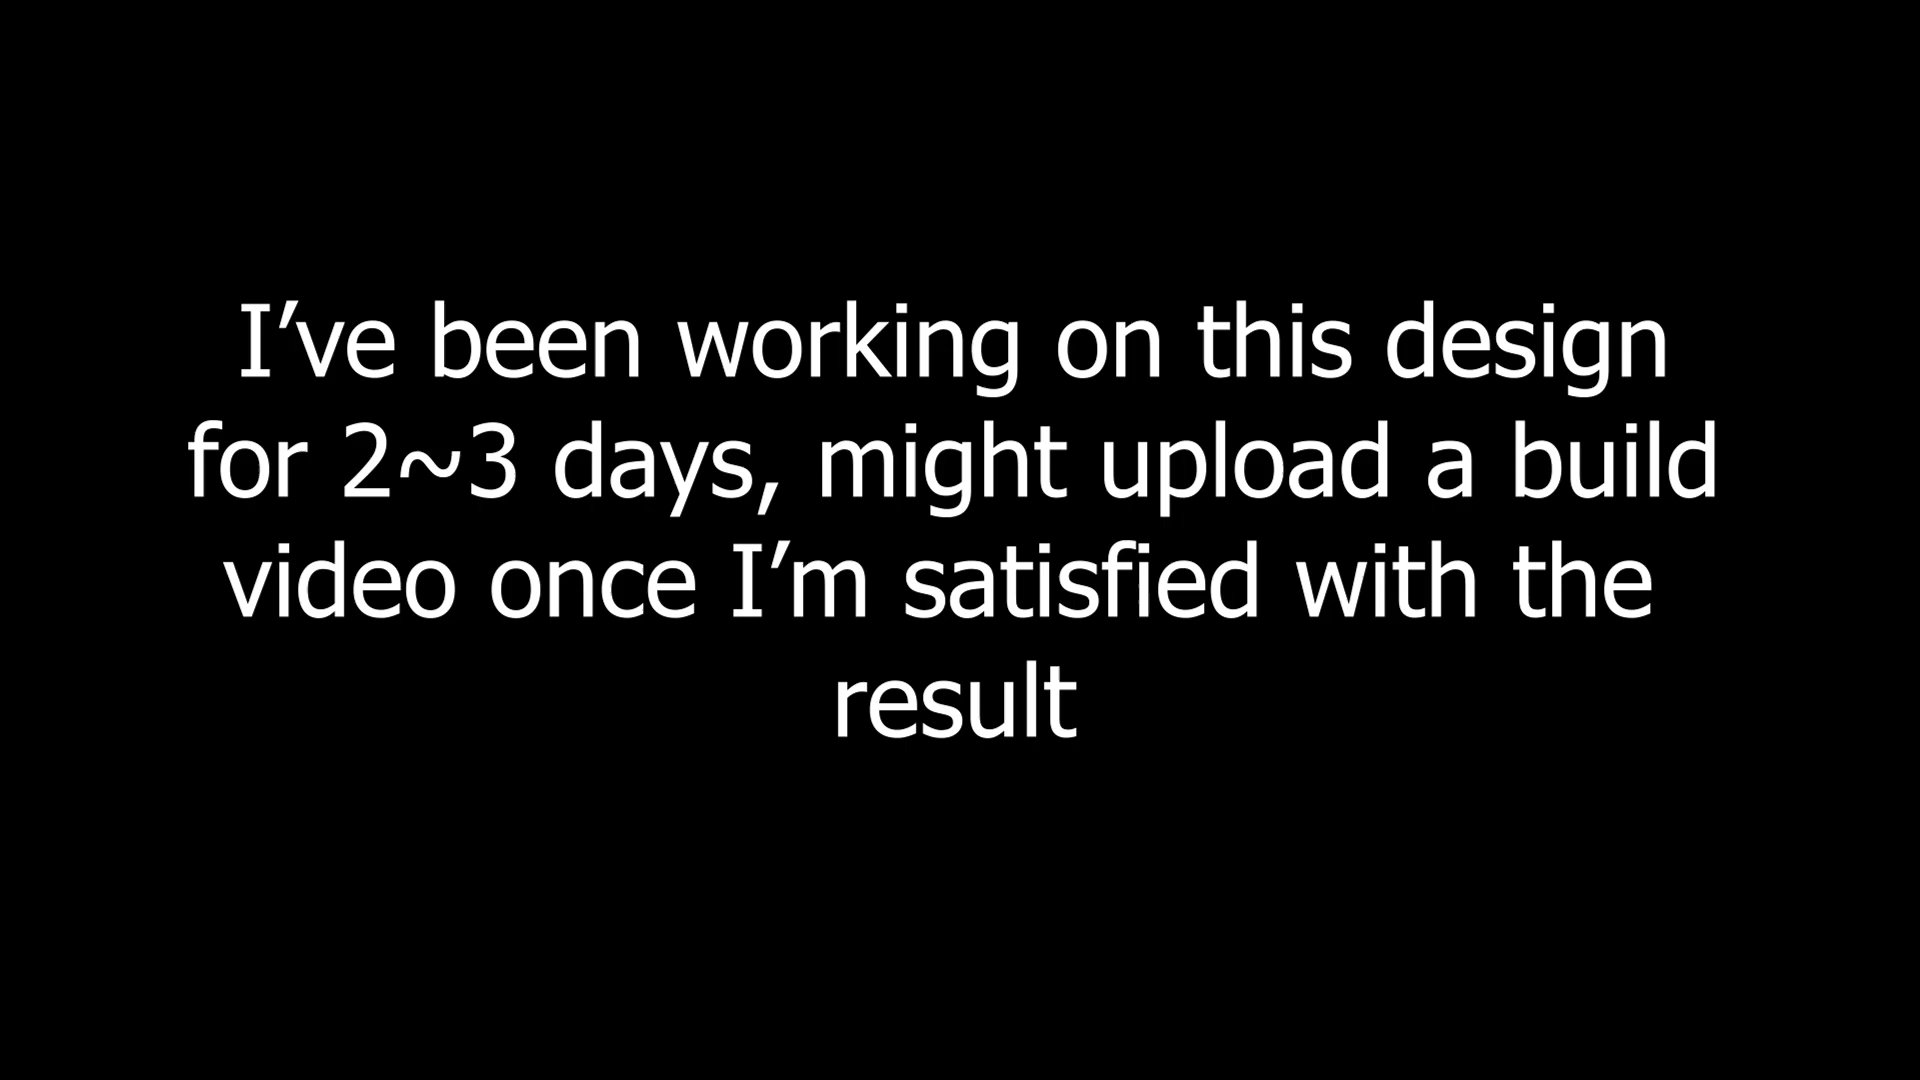 I’ve been working on this design
for 2~3 days, might upload a build
video once I’m satisfied with the
result